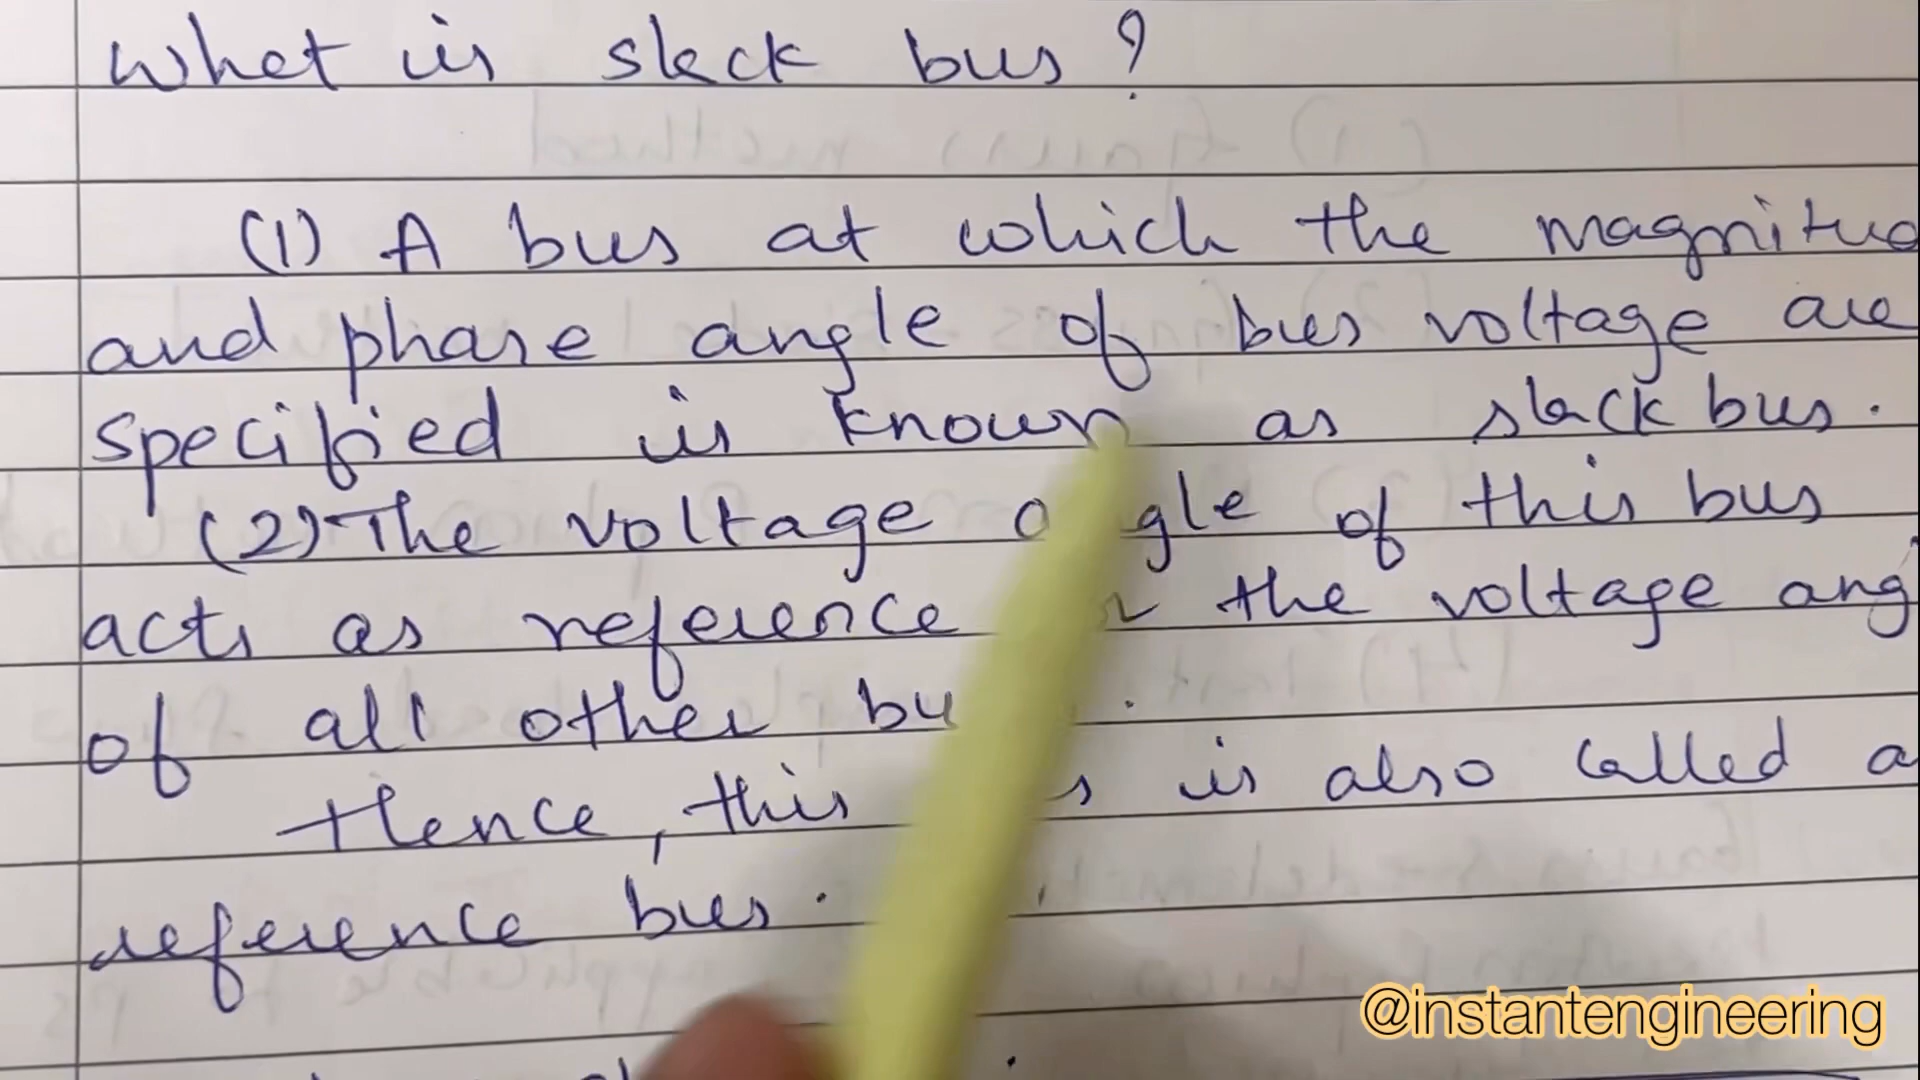 What is slack bus ?
(1) A bus at which the magnitud
and phase angle of bus voltage are
specified is known as slack bus.
(2) The voltage gle of this bus
acts as reference the voltage ang
of all other bu .
Hence, this s is also called a
reference bus.
@instantengineering